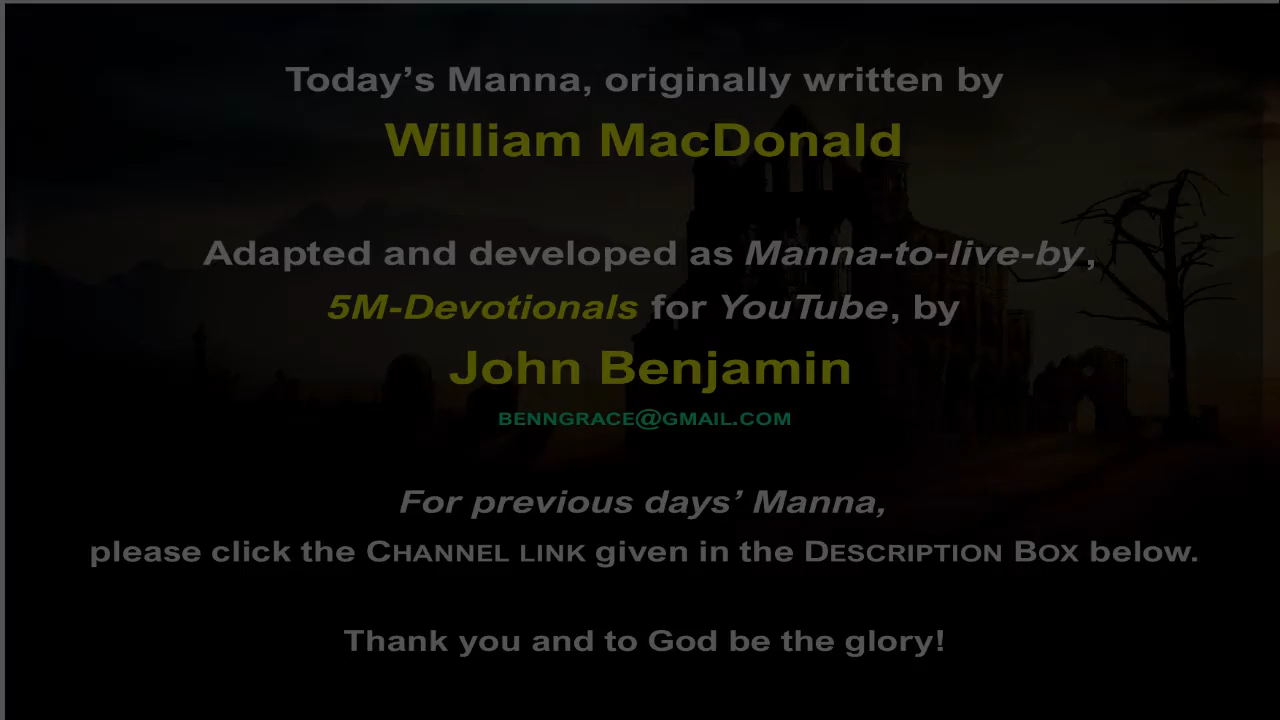 Today’s Manna, originally written by
William MacDonald
Adapted and developed as Manna-to-live-by,
5M-Devotionals for YouTube, by
John Benjamin
BENNGRACE@GMAIL.COM
For previous days’ Manna,
please click the CHANNEL LINK given in the DESCRIPTION BOX below.
Thank you and to God be the glory!